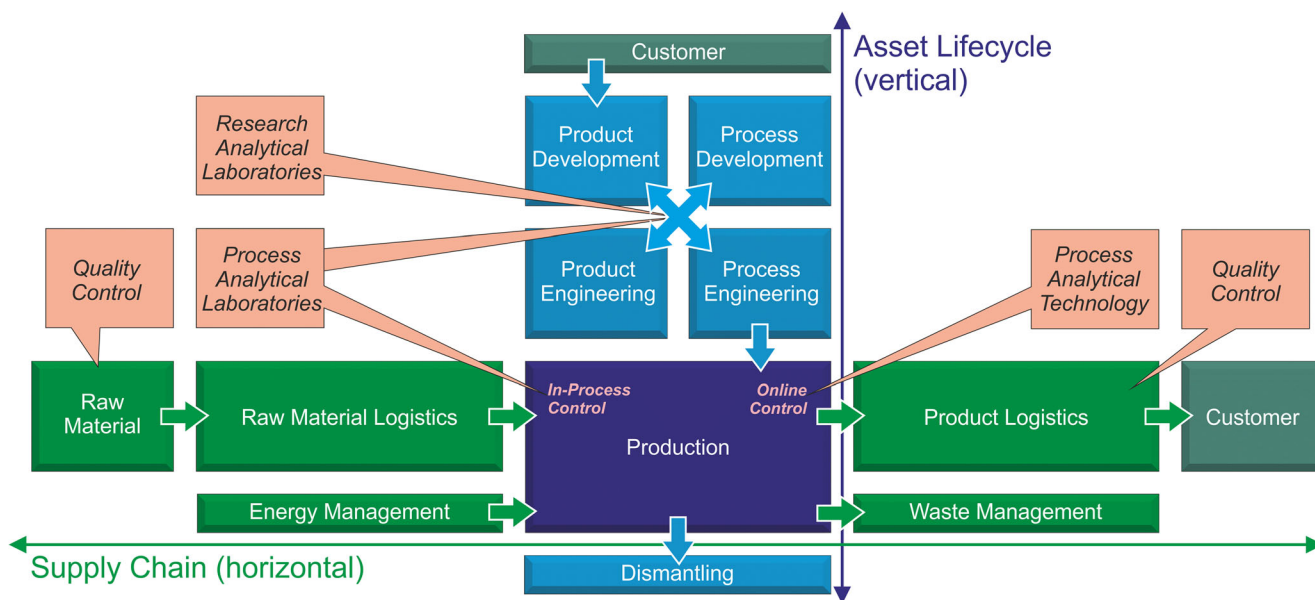 Customer
Asset Lifecycle
(vertical)
Research
Analytical
Laboratories
Product
Development
Process
Development
Quality
Control
Process
Analytical
Laboratories
Product
Engineering
Process
Engineering
Process
Analytical
Technology
Quality
Control
Raw
Material
Raw Material Logistics
In-Process
Control
Online
Control
Production
Product Logistics
Customer
Energy Management
Waste Management
Supply Chain (horizontal)
Dismantling